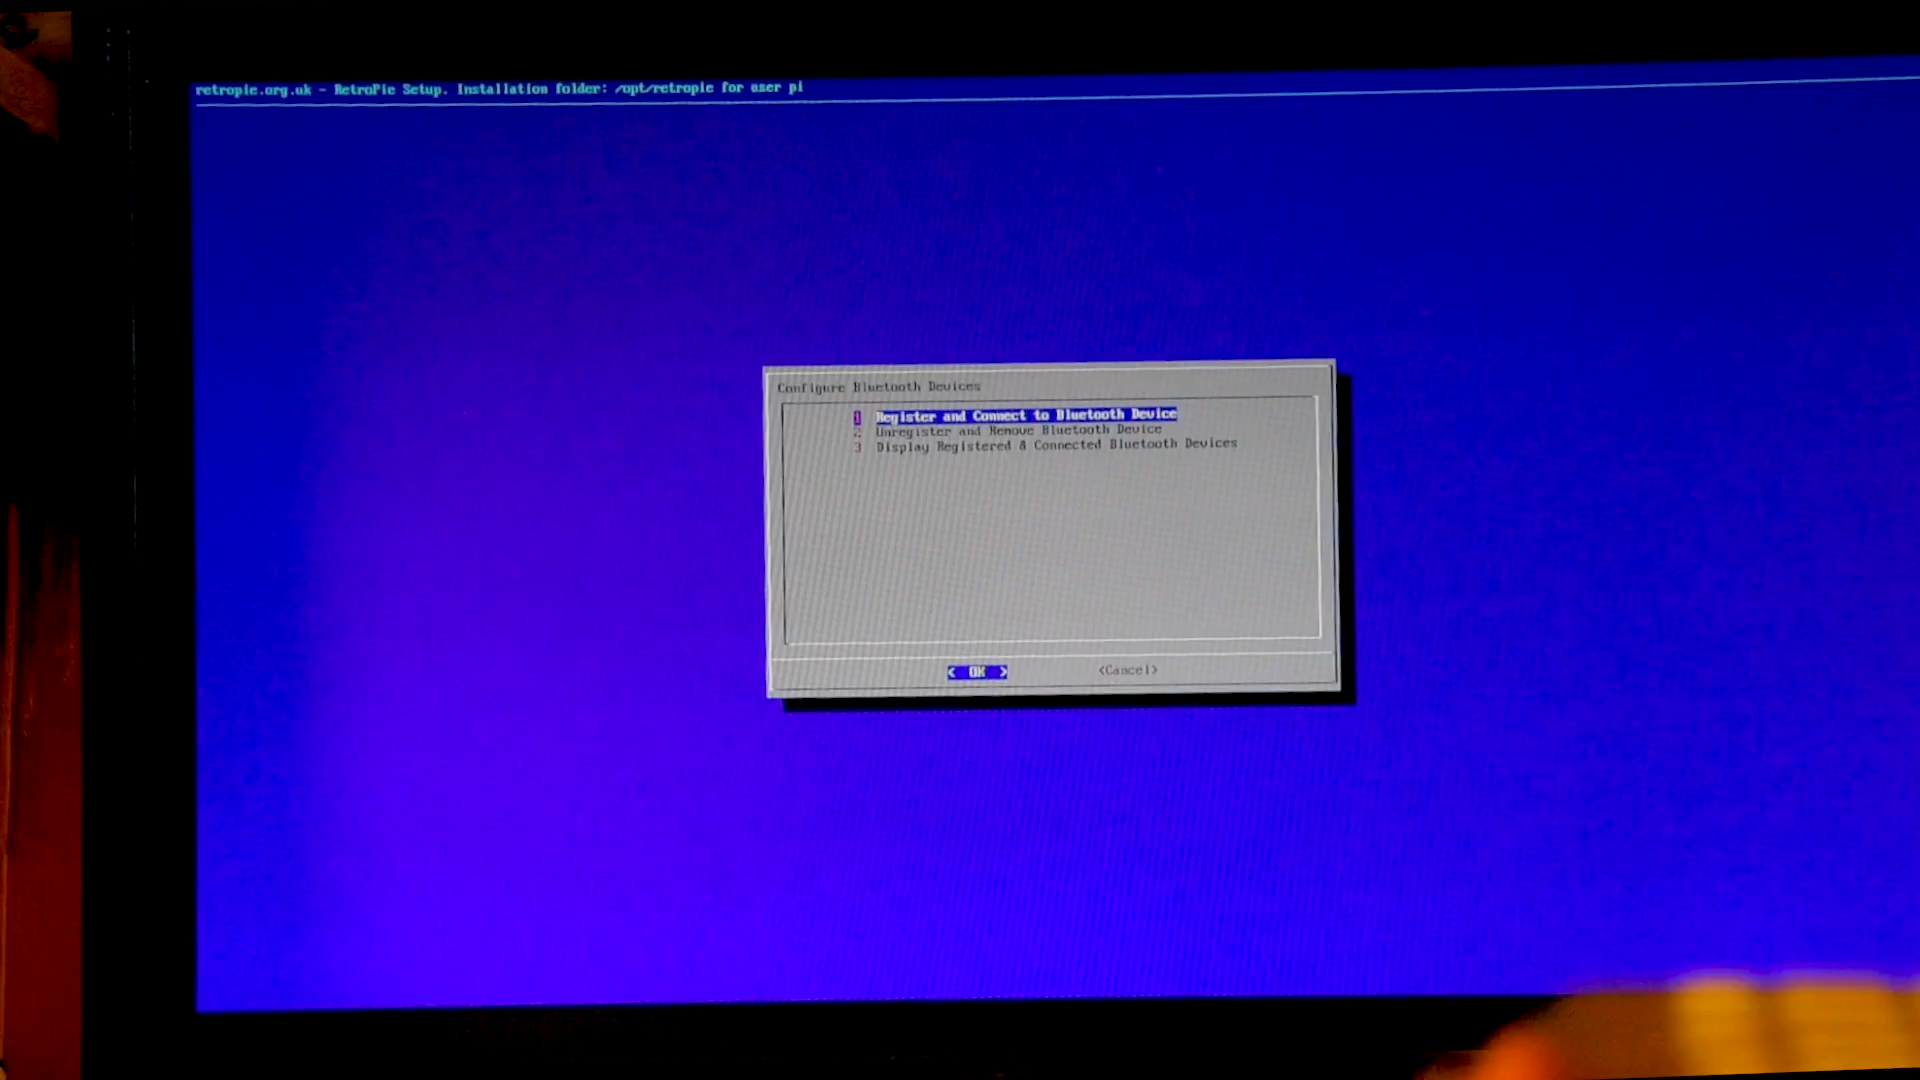 retropie.org.uk - RetroPie Setup. Installation folder: /opt/retropie for user pi
Configure Bluetooth Devices
1 Register and Connect to Bluetooth Device
2 Unregister and Remove Bluetooth Device
3 Display Registered & Connected Bluetooth Devices
< OK > <Cancel>